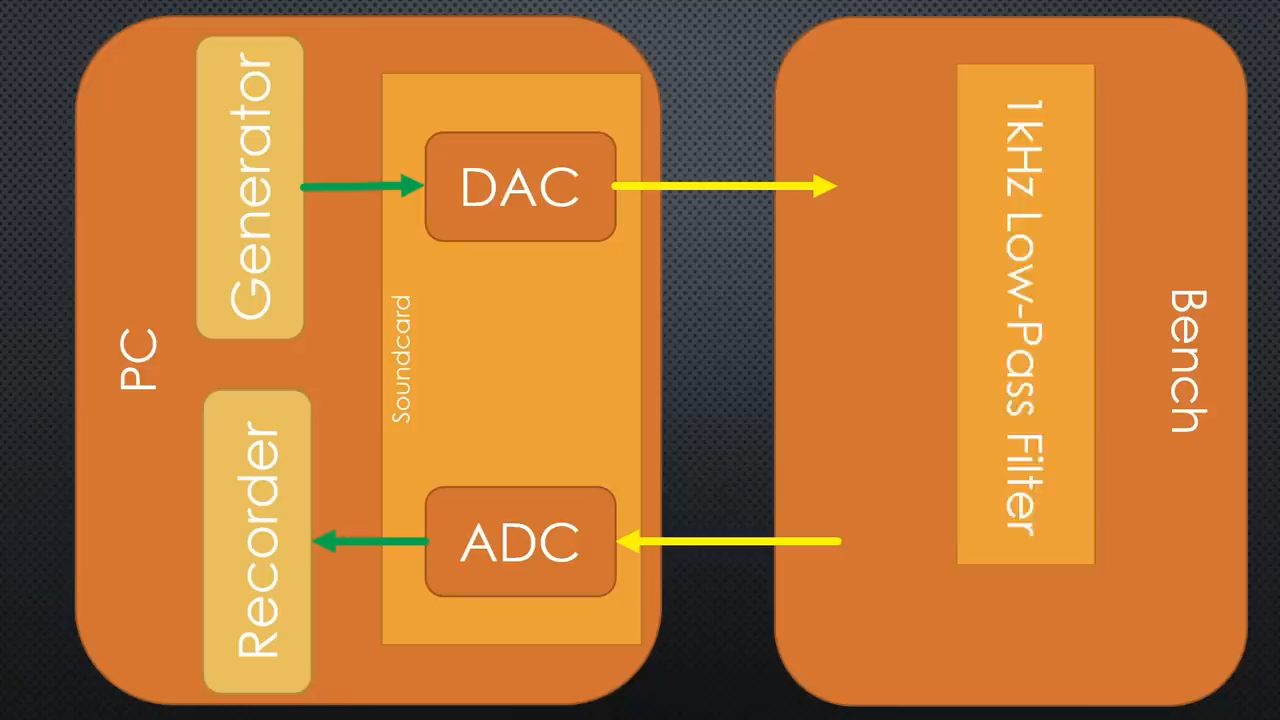 PC
Generator
Recorder
Soundcard
DAC
ADC
1kHz Low-Pass Filter
Bench